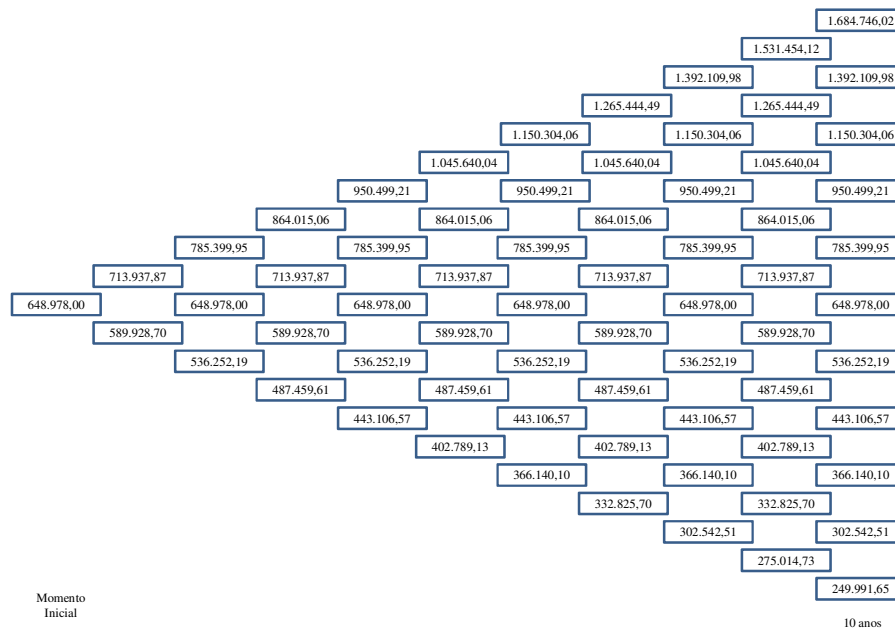 1.684.746,02
1.531.454,12
1.392.109,98 1.392.109,98
1.265.444,49 1.265.444,49
1.150.304,06 1.150.304,06 1.150.304,06
1.045.640,04 1.045.640,04 1.045.640,04
950.499,21 950.499,21 950.499,21 950.499,21
864.015,06 864.015,06 864.015,06 864.015,06
785.399,95 785.399,95 785.399,95 785.399,95 785.399,95
713.937,87 713.937,87 713.937,87 713.937,87 713.937,87
648.978,00 648.978,00 648.978,00 648.978,00 648.978,00 648.978,00
589.928,70 589.928,70 589.928,70 589.928,70 589.928,70
536.252,19 536.252,19 536.252,19 536.252,19 536.252,19
487.459,61 487.459,61 487.459,61 487.459,61
443.106,57 443.106,57 443.106,57 443.106,57
402.789,13 402.789,13 402.789,13
366.140,10 366.140,10 366.140,10
332.825,70 332.825,70
302.542,51 302.542,51
275.014,73
249.991,65
Momento
Inicial
10 anos